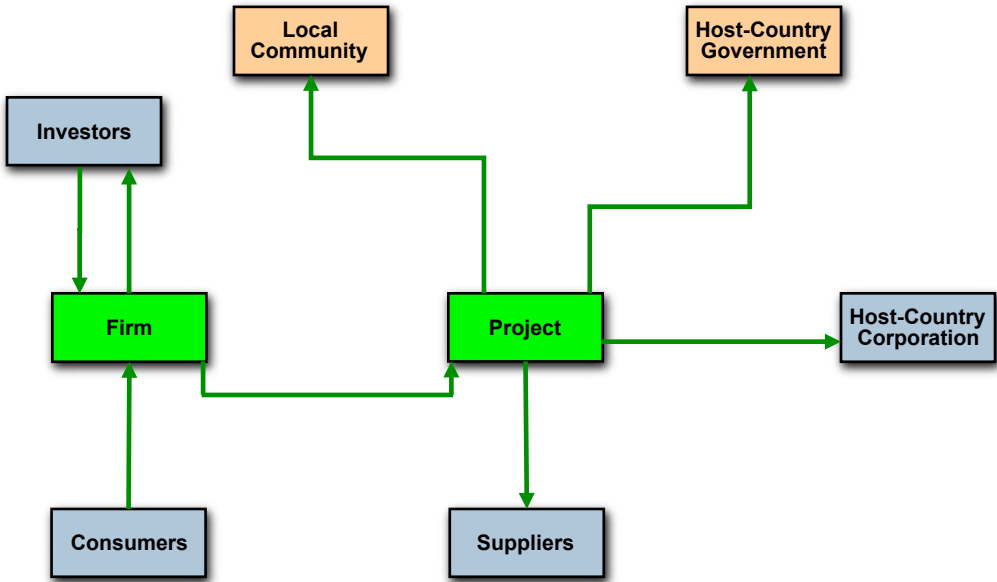 Local
Community
Host-Country
Government
Investors
Firm
Project
Host-Country
Corporation
Consumers
Suppliers